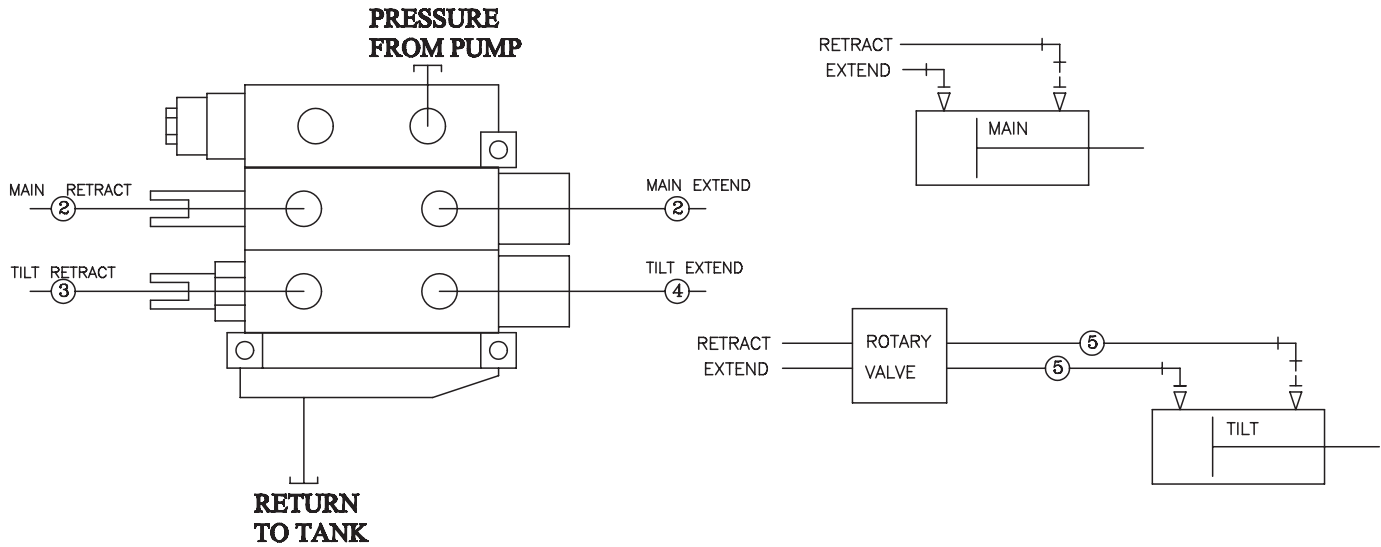 PRESSURE
FROM PUMP
MAIN RETRACT
2
MAIN EXTEND
2
TILT RETRACT
3
TILT EXTEND
4
RETURN
TO TANK
RETRACT
EXTEND
MAIN
RETRACT
EXTEND
ROTARY
VALVE
5
5
TILT